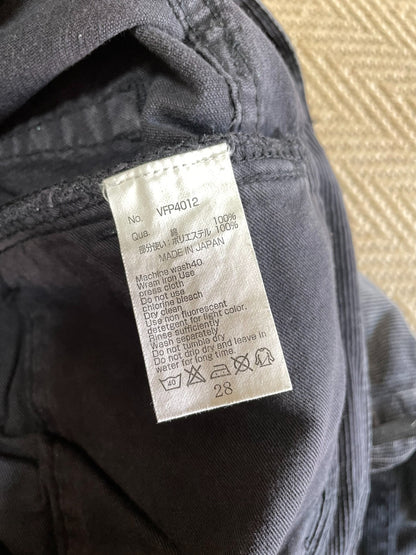 No. VFP4012
Qua. 綿 100%
部分使い:ポリエステル 100%
MADE IN JAPAN
Machine wash40.
Wram Iron Use
press cloth
Do not use
chlorine bleach
Dry clean
Use non fluorescent
detergent for light color.
Rinse sufficiently
Wash separately
Do not tumble dry
Do not drip dry and leave in
water for long time.
40
28